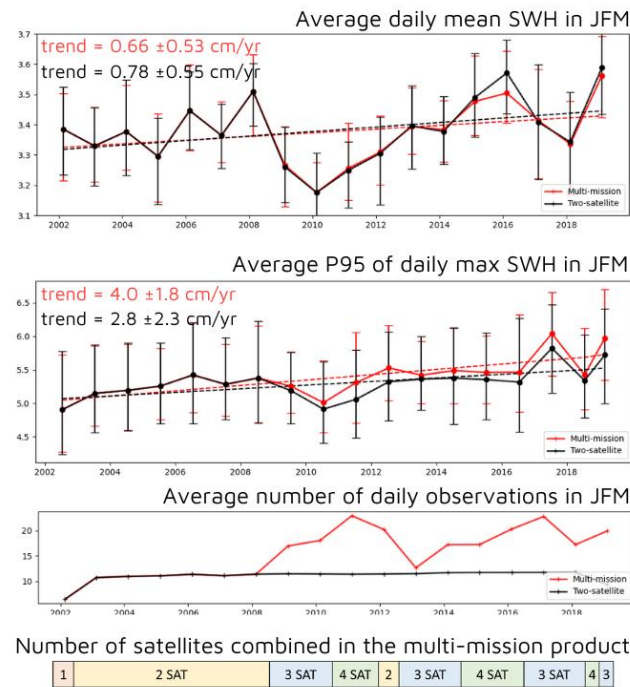 Average daily mean SWH in JFM
3.7
trend = 0.66 ±0.53 cm/yr
3.6
trend = 0.78 ±0.55 cm/yr
3.5
3.4
3.3
3.2
Multi-mission
Two-satellite
3.1
2002 2004 2006 2008 2010 2012 2014 2016 2018
Average P95 of daily max SWH in JFM
trend = 4.0 ±1.8 cm/yr
6.5
trend = 2.8 ±2.3 cm/yr
6.0
5.5
5.0
4.5
Multi-mission
Two-satellite
2002 2004 2006 2008 2010 2012 2014 2016 2018
Average number of daily observations in JFM
20
15
10
Multi-mission
Two-satellite
2002 2004 2006 2008 2010 2012 2014 2016 2018
Number of satellites combined in the multi-mission product
1 2 SAT 3 SAT 4 SAT 2 3 SAT 4 SAT 3 SAT 4 3